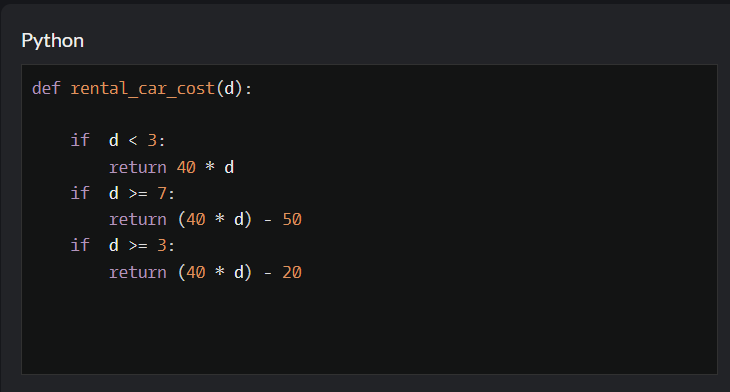 Python
def rental_car_cost(d):
    if  d < 3:
        return 40 * d
    if  d >= 7:
        return (40 * d) - 50
    if  d >= 3:
        return (40 * d) - 20